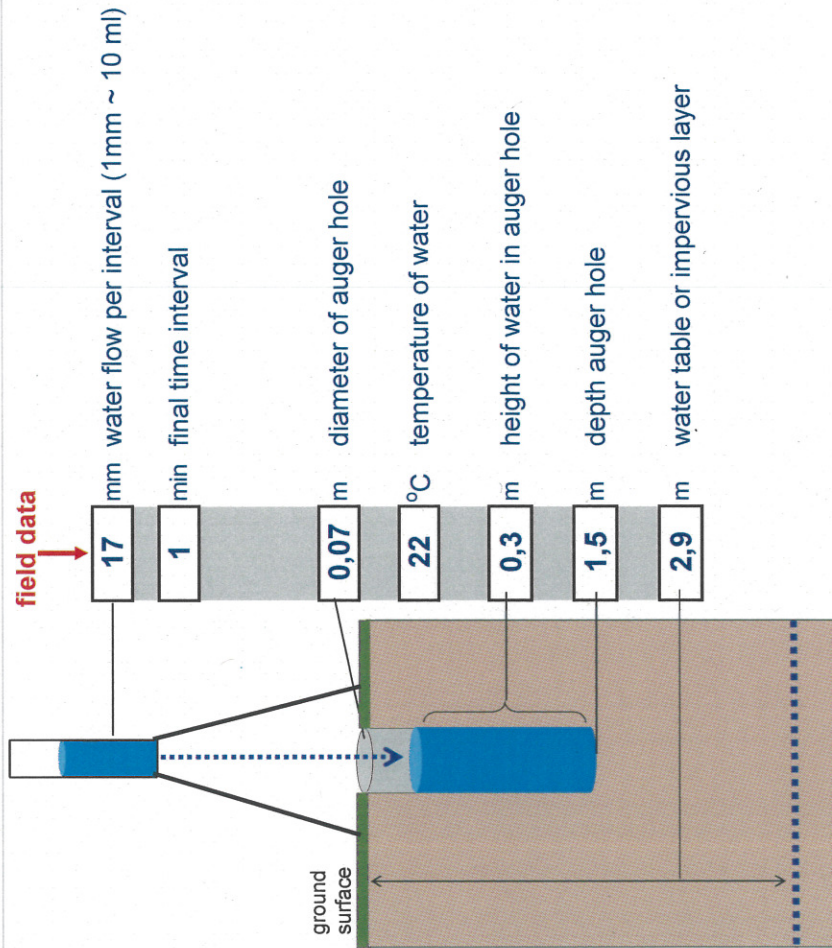 field data
17 mm water flow per interval (1mm ~ 10 ml)
1 min final time interval
0,07 m diameter of auger hole
22 °C temperature of water
0,3 m height of water in auger hole
1,5 m depth auger hole
2,9 m water table or impervious layer
ground
surface